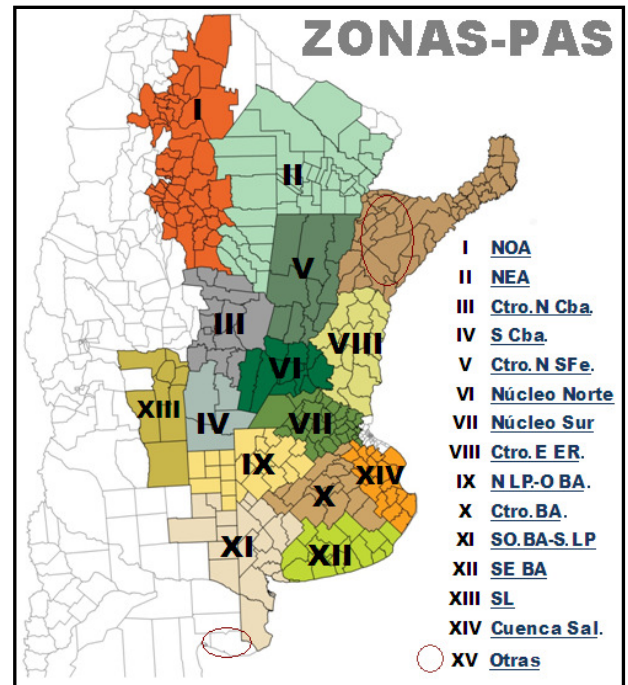 ZONAS-PAS
I
II
V
III
VIII
VI
XIII
IV
VII
IX
XIV
X
XI
XII
I NOA
II NEA
III Ctro.N Cba.
IV S Cba.
V Ctro.N SFe.
VI Núcleo Norte
VII Núcleo Sur
VIII Ctro.E ER.
IX N LP.-O BA.
X Ctro.BA.
XI SO.BA-S.LP
XII SE BA
XIII SL
XIV Cuenca Sal.
XV Otras